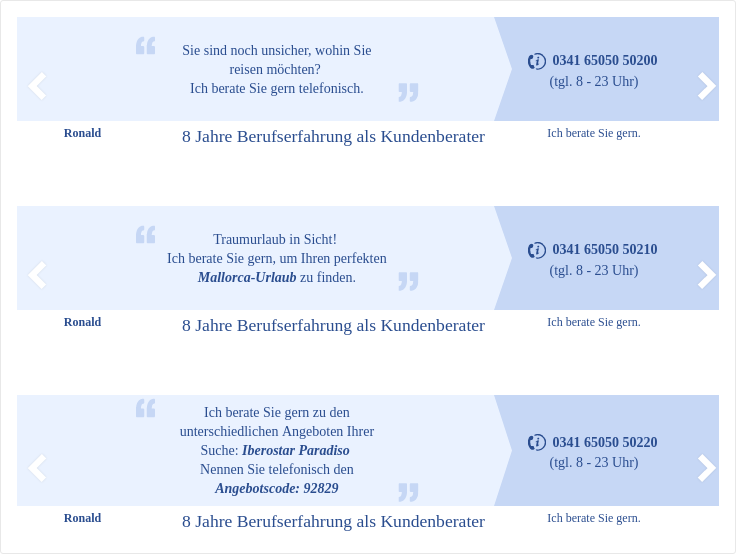 Sie sind noch unsicher, wohin Sie
reisen möchten?
Ich berate Sie gern telefonisch.
0341 65050 50200
(tgl. 8 - 23 Uhr)
Ronald
8 Jahre Berufserfahrung als Kundenberater
Ich berate Sie gern.
Traumurlaub in Sicht!
Ich berate Sie gern, um Ihren perfekten
Mallorca-Urlaub zu finden.
0341 65050 50210
(tgl. 8 - 23 Uhr)
Ronald
8 Jahre Berufserfahrung als Kundenberater
Ich berate Sie gern.
Ich berate Sie gern zu den
unterschiedlichen Angeboten Ihrer
Suche: Iberostar Paradiso
Nennen Sie telefonisch den
Angebotscode: 92829
0341 65050 50220
(tgl. 8 - 23 Uhr)
Ronald
8 Jahre Berufserfahrung als Kundenberater
Ich berate Sie gern.